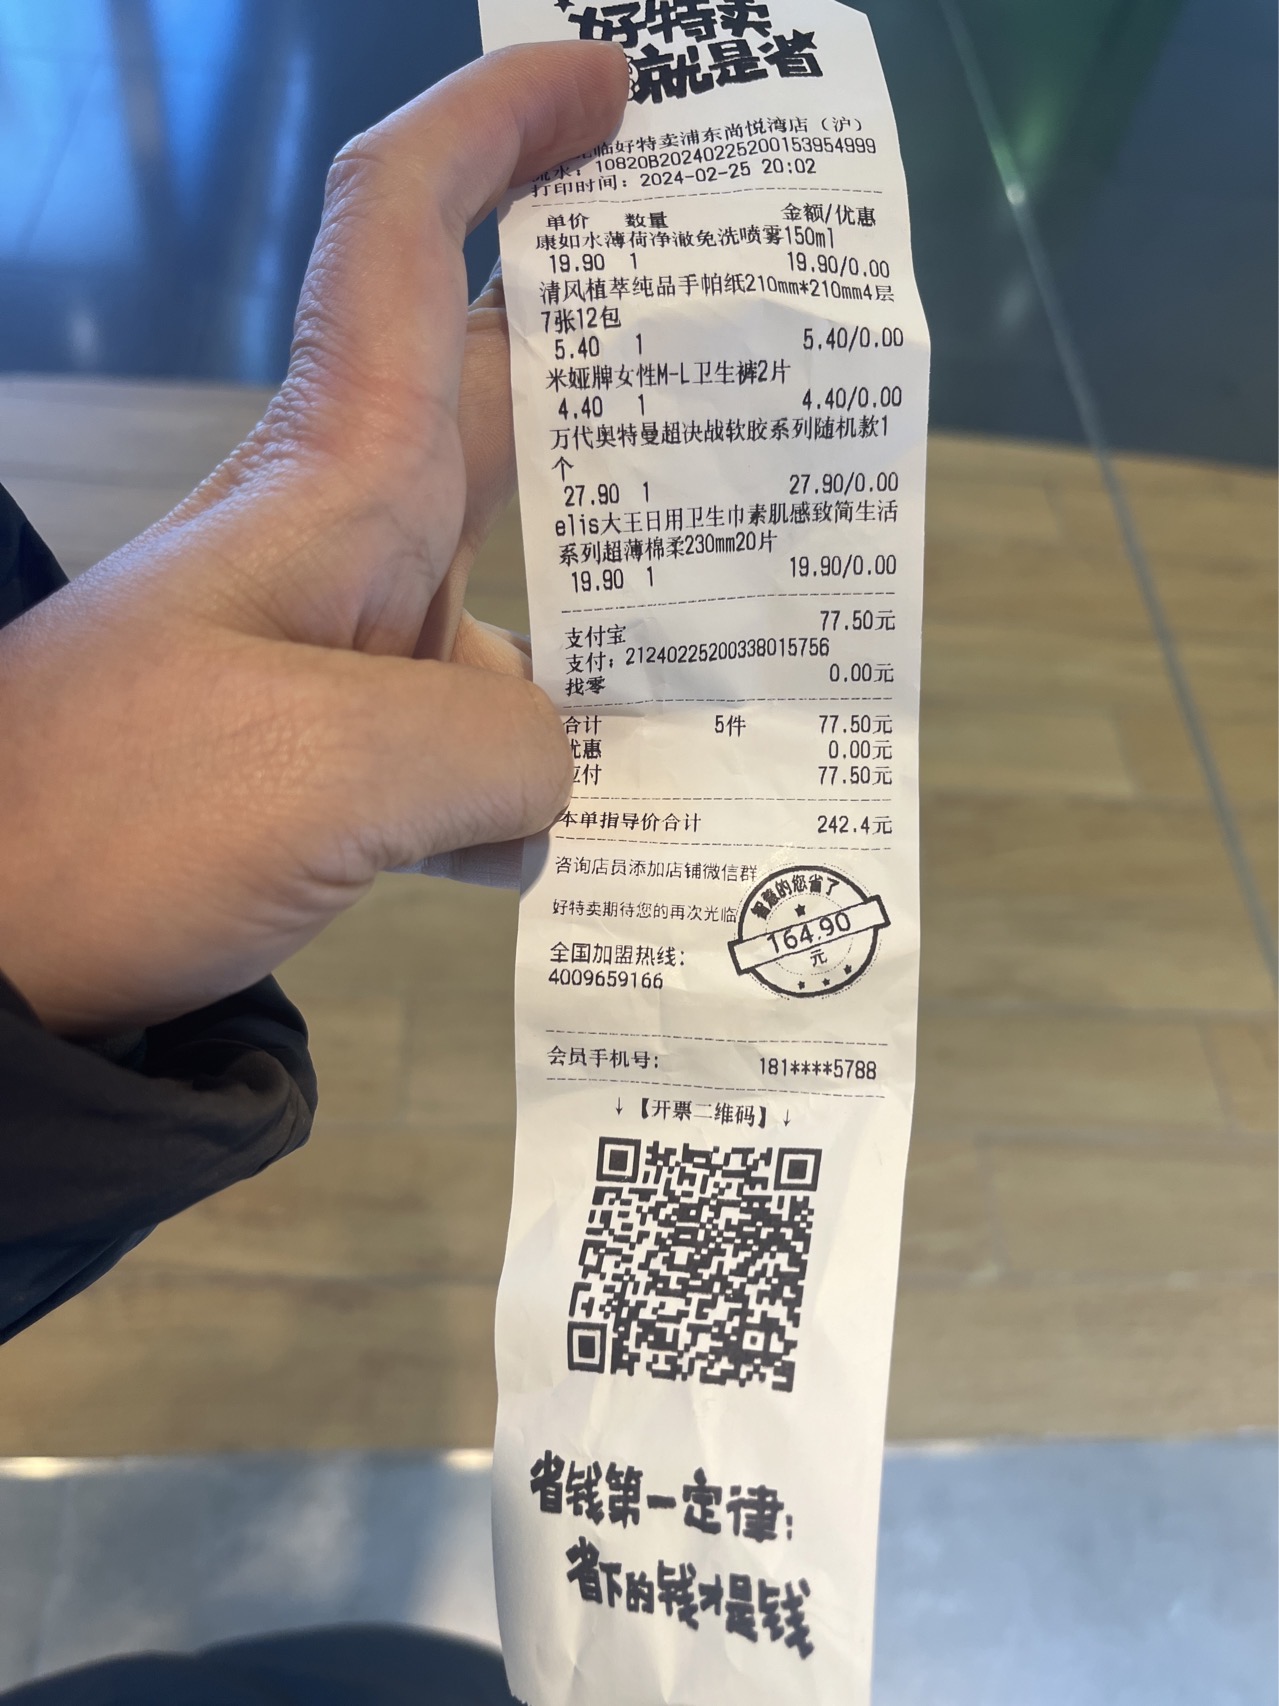 好特卖
就是省
临好特卖浦东尚悦湾店（沪）
流水：10820B202402252001539​54999
打印时间：2024-02-25 20:02
单价 数量 金额/优惠
康如水薄荷净澈免洗喷雾150ml
19.90 1 19.90/0.00
清风植萃纯品手帕纸210mm*210mm4层
7张12包
5.40 1 5.40/0.00
米娅牌女性M-L卫生裤2片
4.40 1 4.40/0.00
万代奥特曼超决战软胶系列随机款1
个
27.90 1 27.90/0.00
elis大王日用卫生巾素肌感致简生活
系列超薄棉柔230mm20片
19.90 1 19.90/0.00
支付宝 77.50元
支付：21240225200338015756
找零 0.00元
合计 5件 77.50元
优惠 0.00元
应付 77.50元
本单指导价合计 242.4元
咨询店员添加店铺微信群
好特卖期待您的再次光临
智慧的您省了
164.90
元
全国加盟热线：
4009659166
会员手机号： 181****5788
↓【开票二维码】↓
省钱第一定律：
省下的钱才是钱